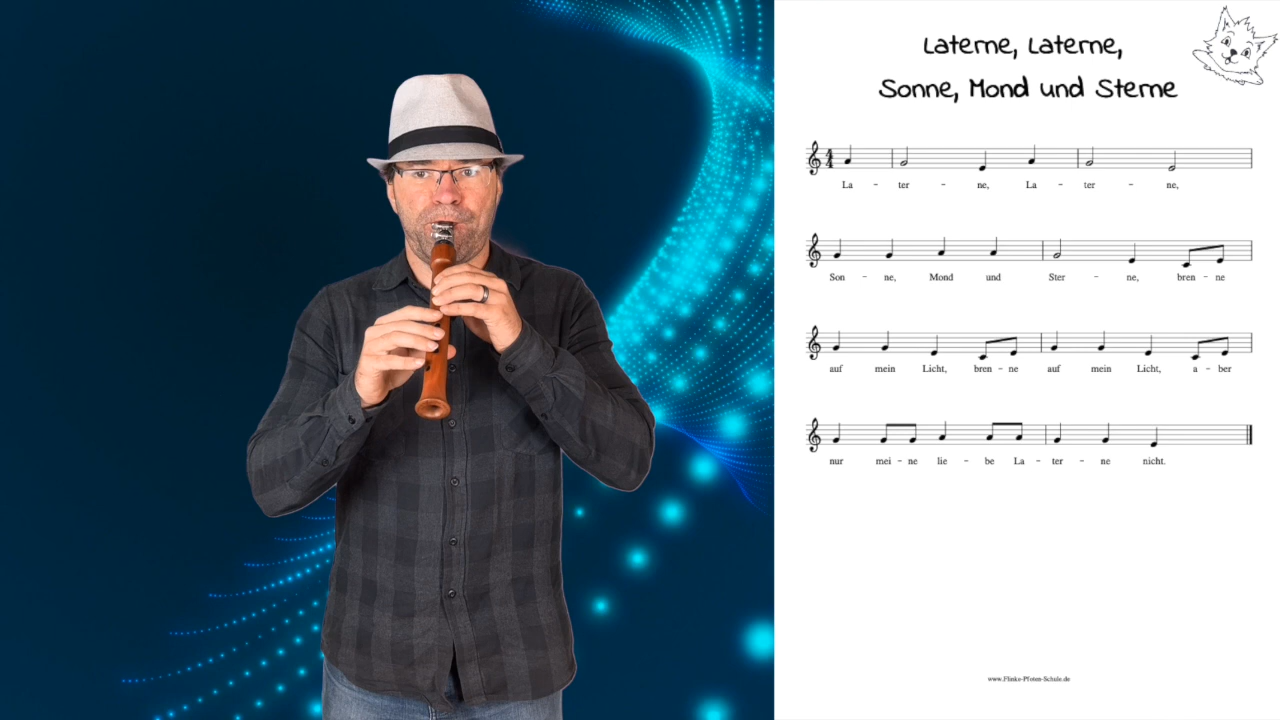 Laterne, Laterne,
Sonne, Mond und Sterne
La - ter - ne, La - ter - ne,
Son - ne, Mond und Ster - ne, bren - ne
auf mein Licht, bren - ne auf mein Licht, a - ber
nur mei - ne lie - be La - ter - ne nicht.
www.Flinke-Pfoten-Schule.de